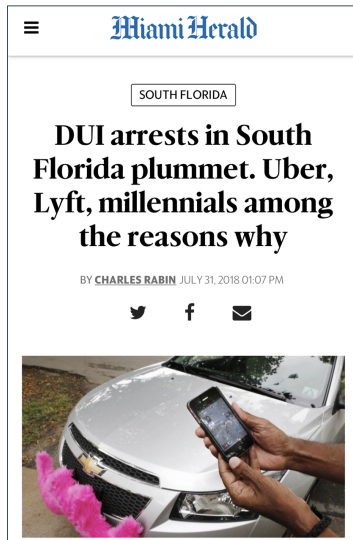 Miami Herald
SOUTH FLORIDA
DUI arrests in South
Florida plummet. Uber,
Lyft, millennials among
the reasons why
BY CHARLES RABIN JULY 31, 2018 01:07 PM